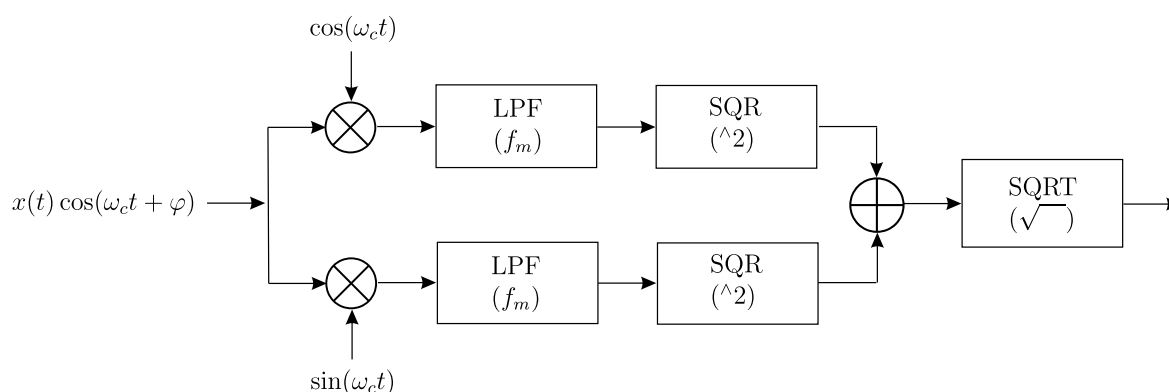 cos(ω_c t)
LPF
(f_m)
SQR
(^2)
x(t) cos(ω_c t + φ)
SQRT
(√‾)
LPF
(f_m)
SQR
(^2)
sin(ω_c t)